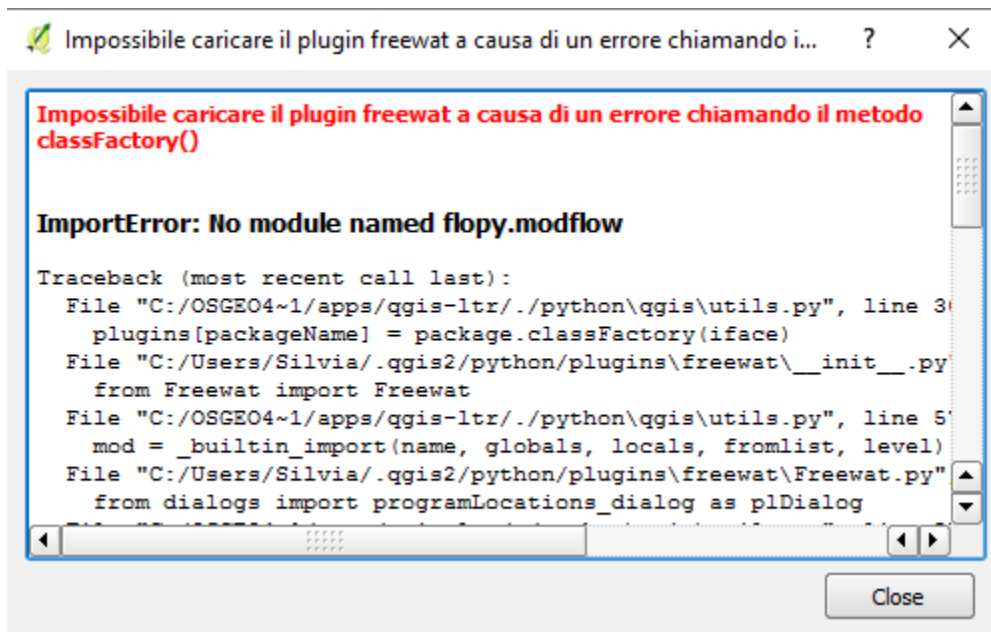 Impossibile caricare il plugin freewat a causa di un errore chiamando i... ?
Impossibile caricare il plugin freewat a causa di un errore chiamando il metodo
classFactory()
ImportError: No module named flopy.modflow
Traceback (most recent call last):
File "C:/OSGEO4~1/apps/qgis-ltr/./python\qgis\utils.py", line
plugins[packageName] = package.classFactory(iface)
File "C:/Users/Silvia/.qgis2/python/plugins\freewat\__init__.py"
from Freewat import Freewat
File "C:/OSGEO4~1/apps/qgis-ltr/./python\qgis\utils.py", line 5
mod = _builtin_import(name, globals, locals, fromlist, level)
File "C:/Users/Silvia/.qgis2/python/plugins\freewat\Freewat.py"
from dialogs import programLocations_dialog as plDialog
Close